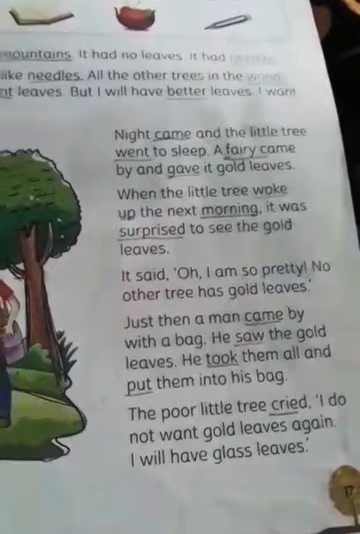 mountains. It had no leaves. It had
ake needles. All the other trees in the
nt leaves. But I will have better leaves. I want
Night came and the little tree
went to sleep. A fairy came
by and gave it gold leaves.
When the little tree woke
up the next morning, it was
surprised to see the gold
leaves.
It said, ‘Oh, I am so pretty! No
other tree has gold leaves.’
Just then a man came by
with a bag. He saw the gold
leaves. He took them all and
put them into his bag.
The poor little tree cried, ‘I do
not want gold leaves again.
I will have glass leaves.’
17